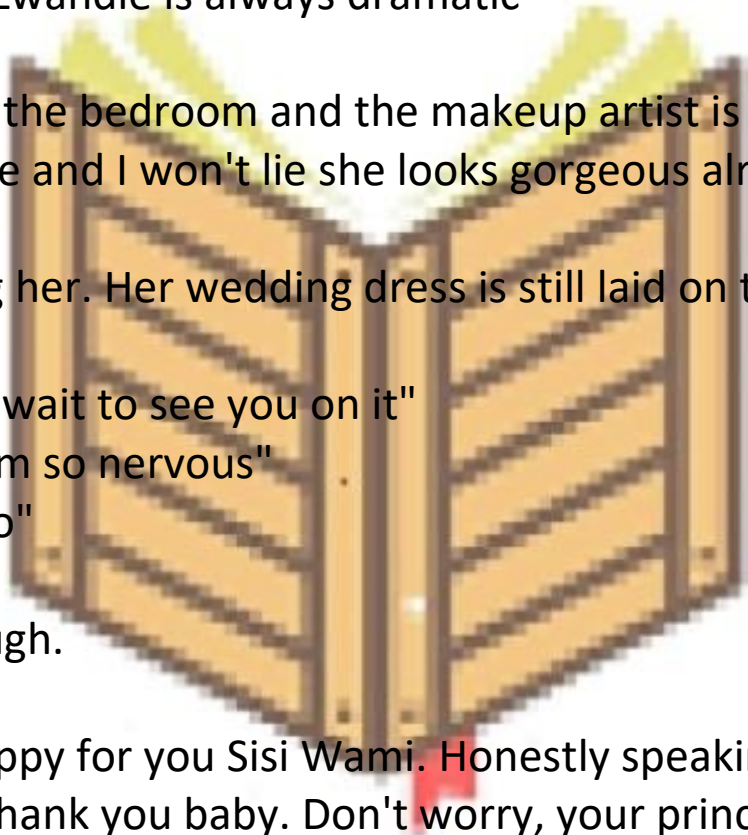 Lwandle is always dramatic
the bedroom and the makeup artist is
e and I won't lie she looks gorgeous alr
g her. Her wedding dress is still laid on t
wait to see you on it"
m so nervous"
o"
ugh.
ppy for you Sisi Wami. Honestly speakin
hank you baby. Don't worry, your princ